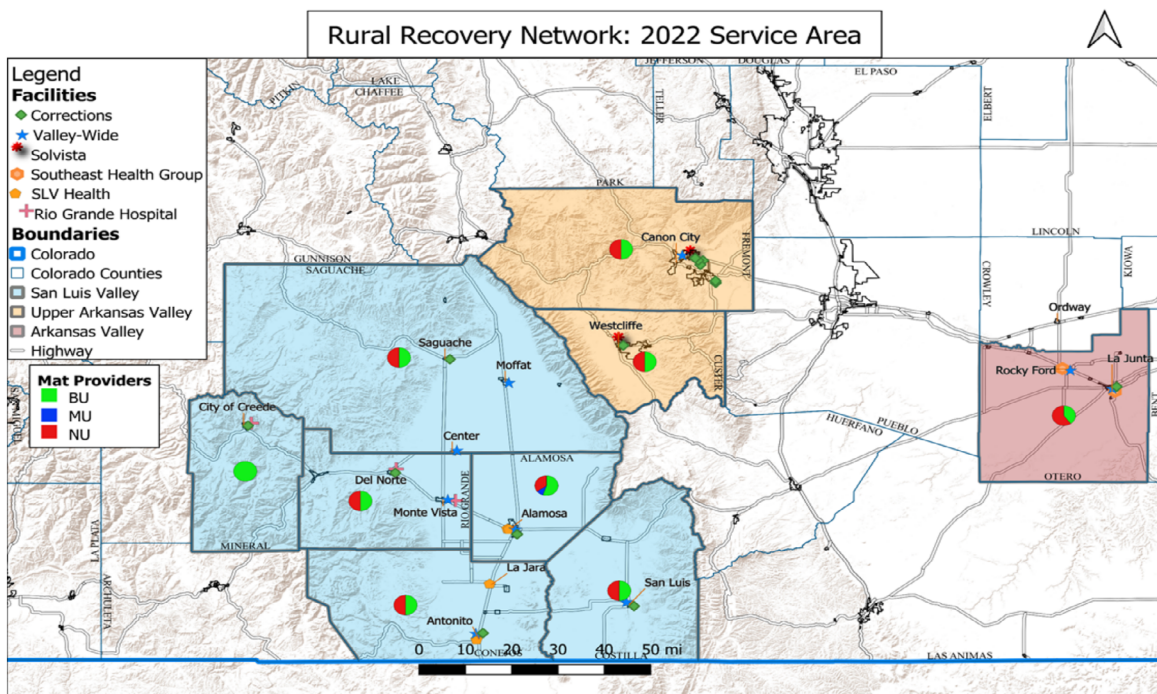 Rural Recovery Network: 2022 Service Area
Legend
Facilities
Corrections
Valley-Wide
Solvista
Southeast Health Group
SLV Health
Rio Grande Hospital
Boundaries
Colorado
Colorado Counties
San Luis Valley
Upper Arkansas Valley
Arkansas Valley
Highway
Mat Providers
BU
MU
NU
JEFFERSON
DOUGLAS
EL PASO
PITKIN
LAKE
CHAFFEE
TELLER
ELBERT
PARK
Canon City
FREMONT
LINCOLN
KIOWA
GUNNISON
SAGUACHE
CROWLEY
Ordway
Westcliffe
CUSTER
La Junta
Rocky Ford
Saguache
Moffat
BENT
SAN MIGUEL
City of Creede
PUEBLO
HUERFANO
Center
ALAMOSA
OTERO
Del Norte
RIO GRANDE
Monte Vista
Alamosa
MINERAL
LA PLATA
ARCHULETA
La Jara
San Luis
Antonito
CONEJOS
COSTILLA
LAS ANIMAS
0 10 20 30 40 50 mi